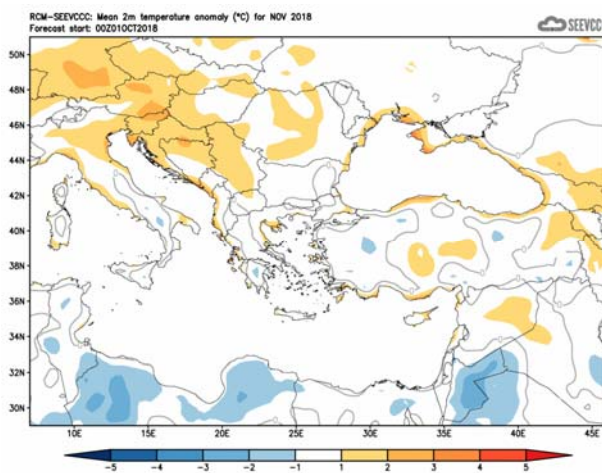 RCM-SEEVCCC: Mean 2m temperature anomaly (°C) for NOV 2018
Forecast start: 00Z01OCT2018
SEEVCCC
50N
48N
46N
44N
42N
40N
38N
36N
34N
32N
30N
10E 15E 20E 25E 30E 35E 40E 45E
-5 -4 -3 -2 -1 1 2 3 4 5